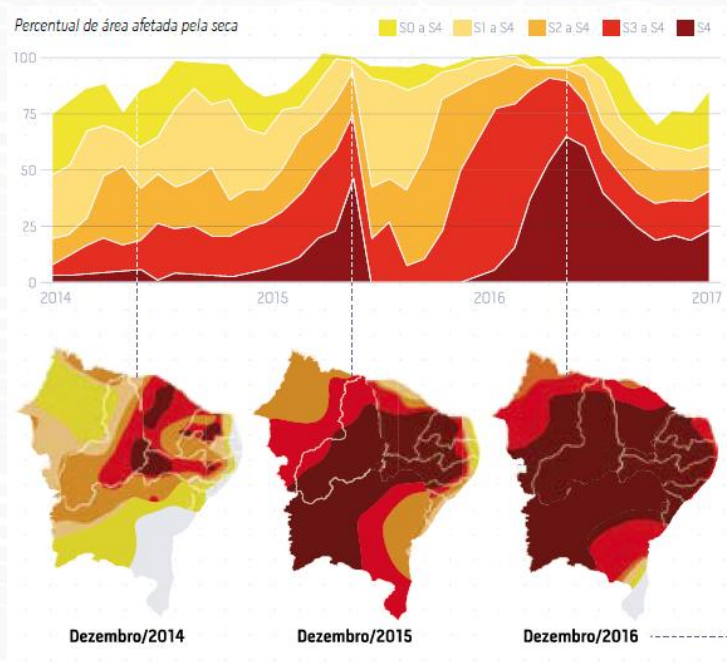 Percentual de área afetada pela seca
S0 a S4 S1 a S4 S2 a S4 S3 a S4 S4
100
75
50
25
0
2014 2015 2016 2017
Dezembro/2014 Dezembro/2015 Dezembro/2016